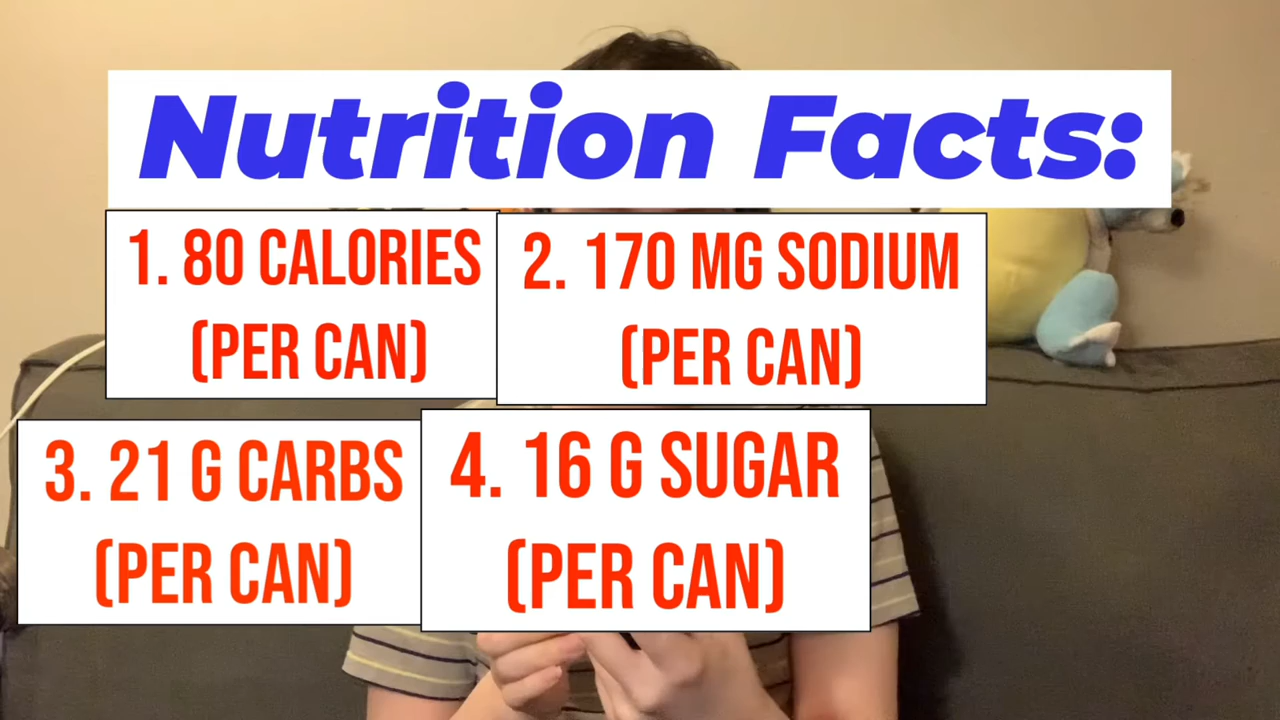 Nutrition Facts:
1. 80 CALORIES
(PER CAN)
2. 170 MG SODIUM
(PER CAN)
3. 21 G CARBS
(PER CAN)
4. 16 G SUGAR
(PER CAN)